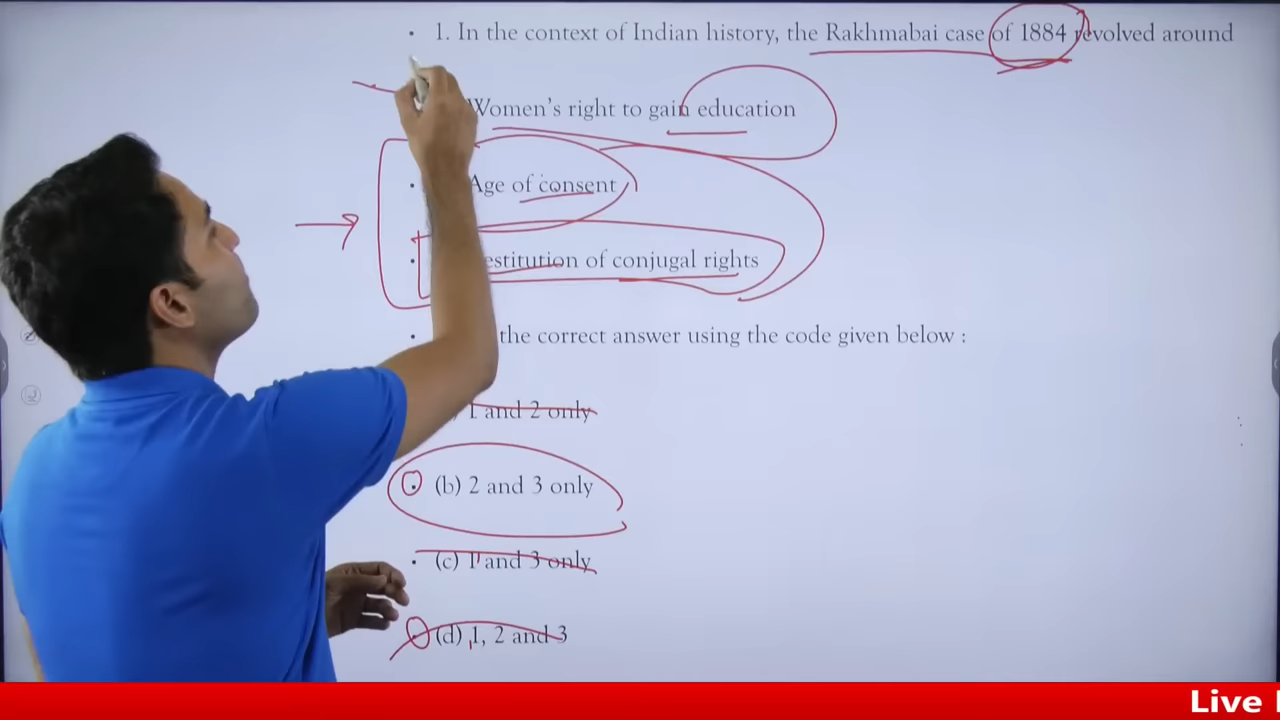 • 1. In the context of Indian history, the Rakhmabai case of 1884 revolved around
Women's right to gain education
• Age of consent
• estitution of conjugal rights
• the correct answer using the code given below :
1 and 2 only
• (b) 2 and 3 only
• (c) 1 and 3 only
• (d) 1, 2 and 3
Live